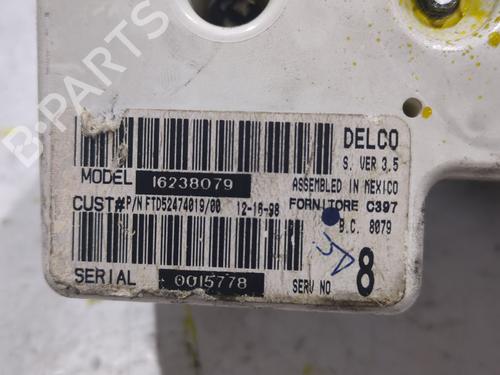 B-PARTS
DELCO
S. VER 3.5
MODEL 16238079
ASSEMBLED IN MEXICO
CUST# P/N FTD52474019/00 12-16-98
FORNITORE C397
B.C. 8079
SERIAL 0015778
SERV NO 8